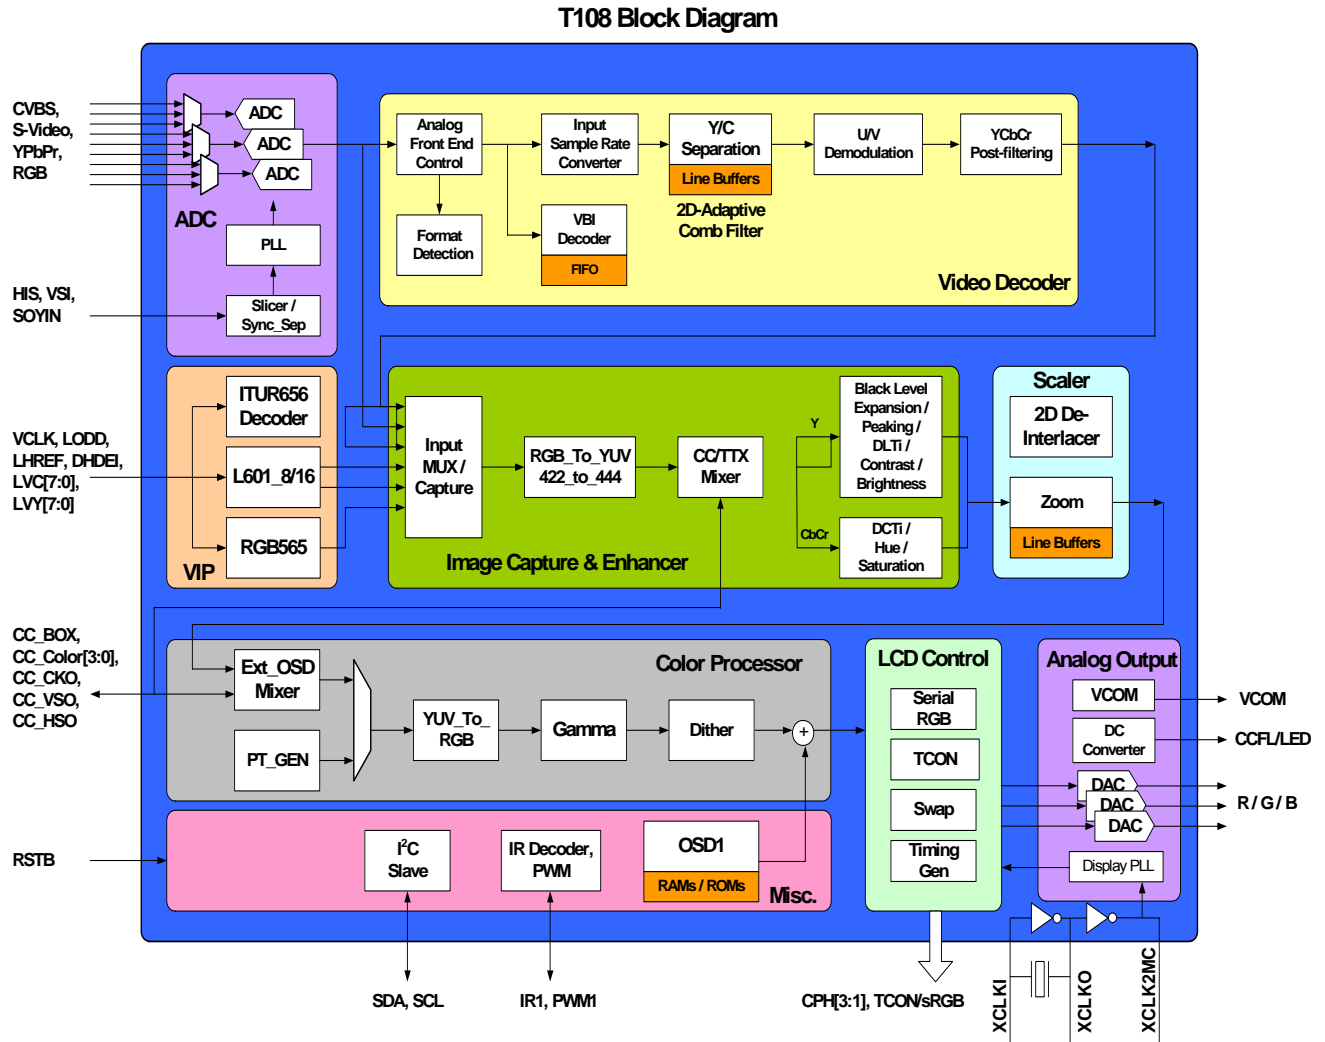 T108 Block Diagram
CVBS,
S-Video,
YPbPr,
RGB
ADC
ADC
ADC
ADC
PLL
HIS, VSI,
SOYIN
Slicer /
Sync_Sep
Analog
Front End
Control
Format
Detection
Input
Sample Rate
Converter
VBI
Decoder
FIFO
Y/C
Separation
Line Buffers
2D-Adaptive
Comb Filter
U/V
Demodulation
YCbCr
Post-filtering
Video Decoder
VCLK, LODD,
LHREF, DHDEI,
LVC[7:0],
LVY[7:0]
ITUR656
Decoder
L601_8/16
RGB565
VIP
Input
MUX /
Capture
RGB_To_YUV
422_to_444
CC/TTX
Mixer
Y
CbCr
Black Level
Expansion /
Peaking /
DLTi /
Contrast /
Brightness
DCTi /
Hue /
Saturation
Image Capture & Enhancer
Scaler
2D De-
Interlacer
Zoom
Line Buffers
CC_BOX,
CC_Color[3:0],
CC_CKO,
CC_VSO,
CC_HSO
Ext_OSD
Mixer
PT_GEN
YUV_To_
RGB
Gamma
Dither
+
Color Processor
LCD Control
Serial
RGB
TCON
Swap
Timing
Gen
Analog Output
VCOM
DC
Converter
DAC
DAC
DAC
Display PLL
VCOM
CCFL/LED
R / G / B
RSTB
I2C
Slave
IR Decoder,
PWM
OSD1
RAMs / ROMs
Misc.
SDA, SCL
IR1, PWM1
CPH[3:1], TCON/sRGB
XCLKI
XCLKO
XCLK2MC